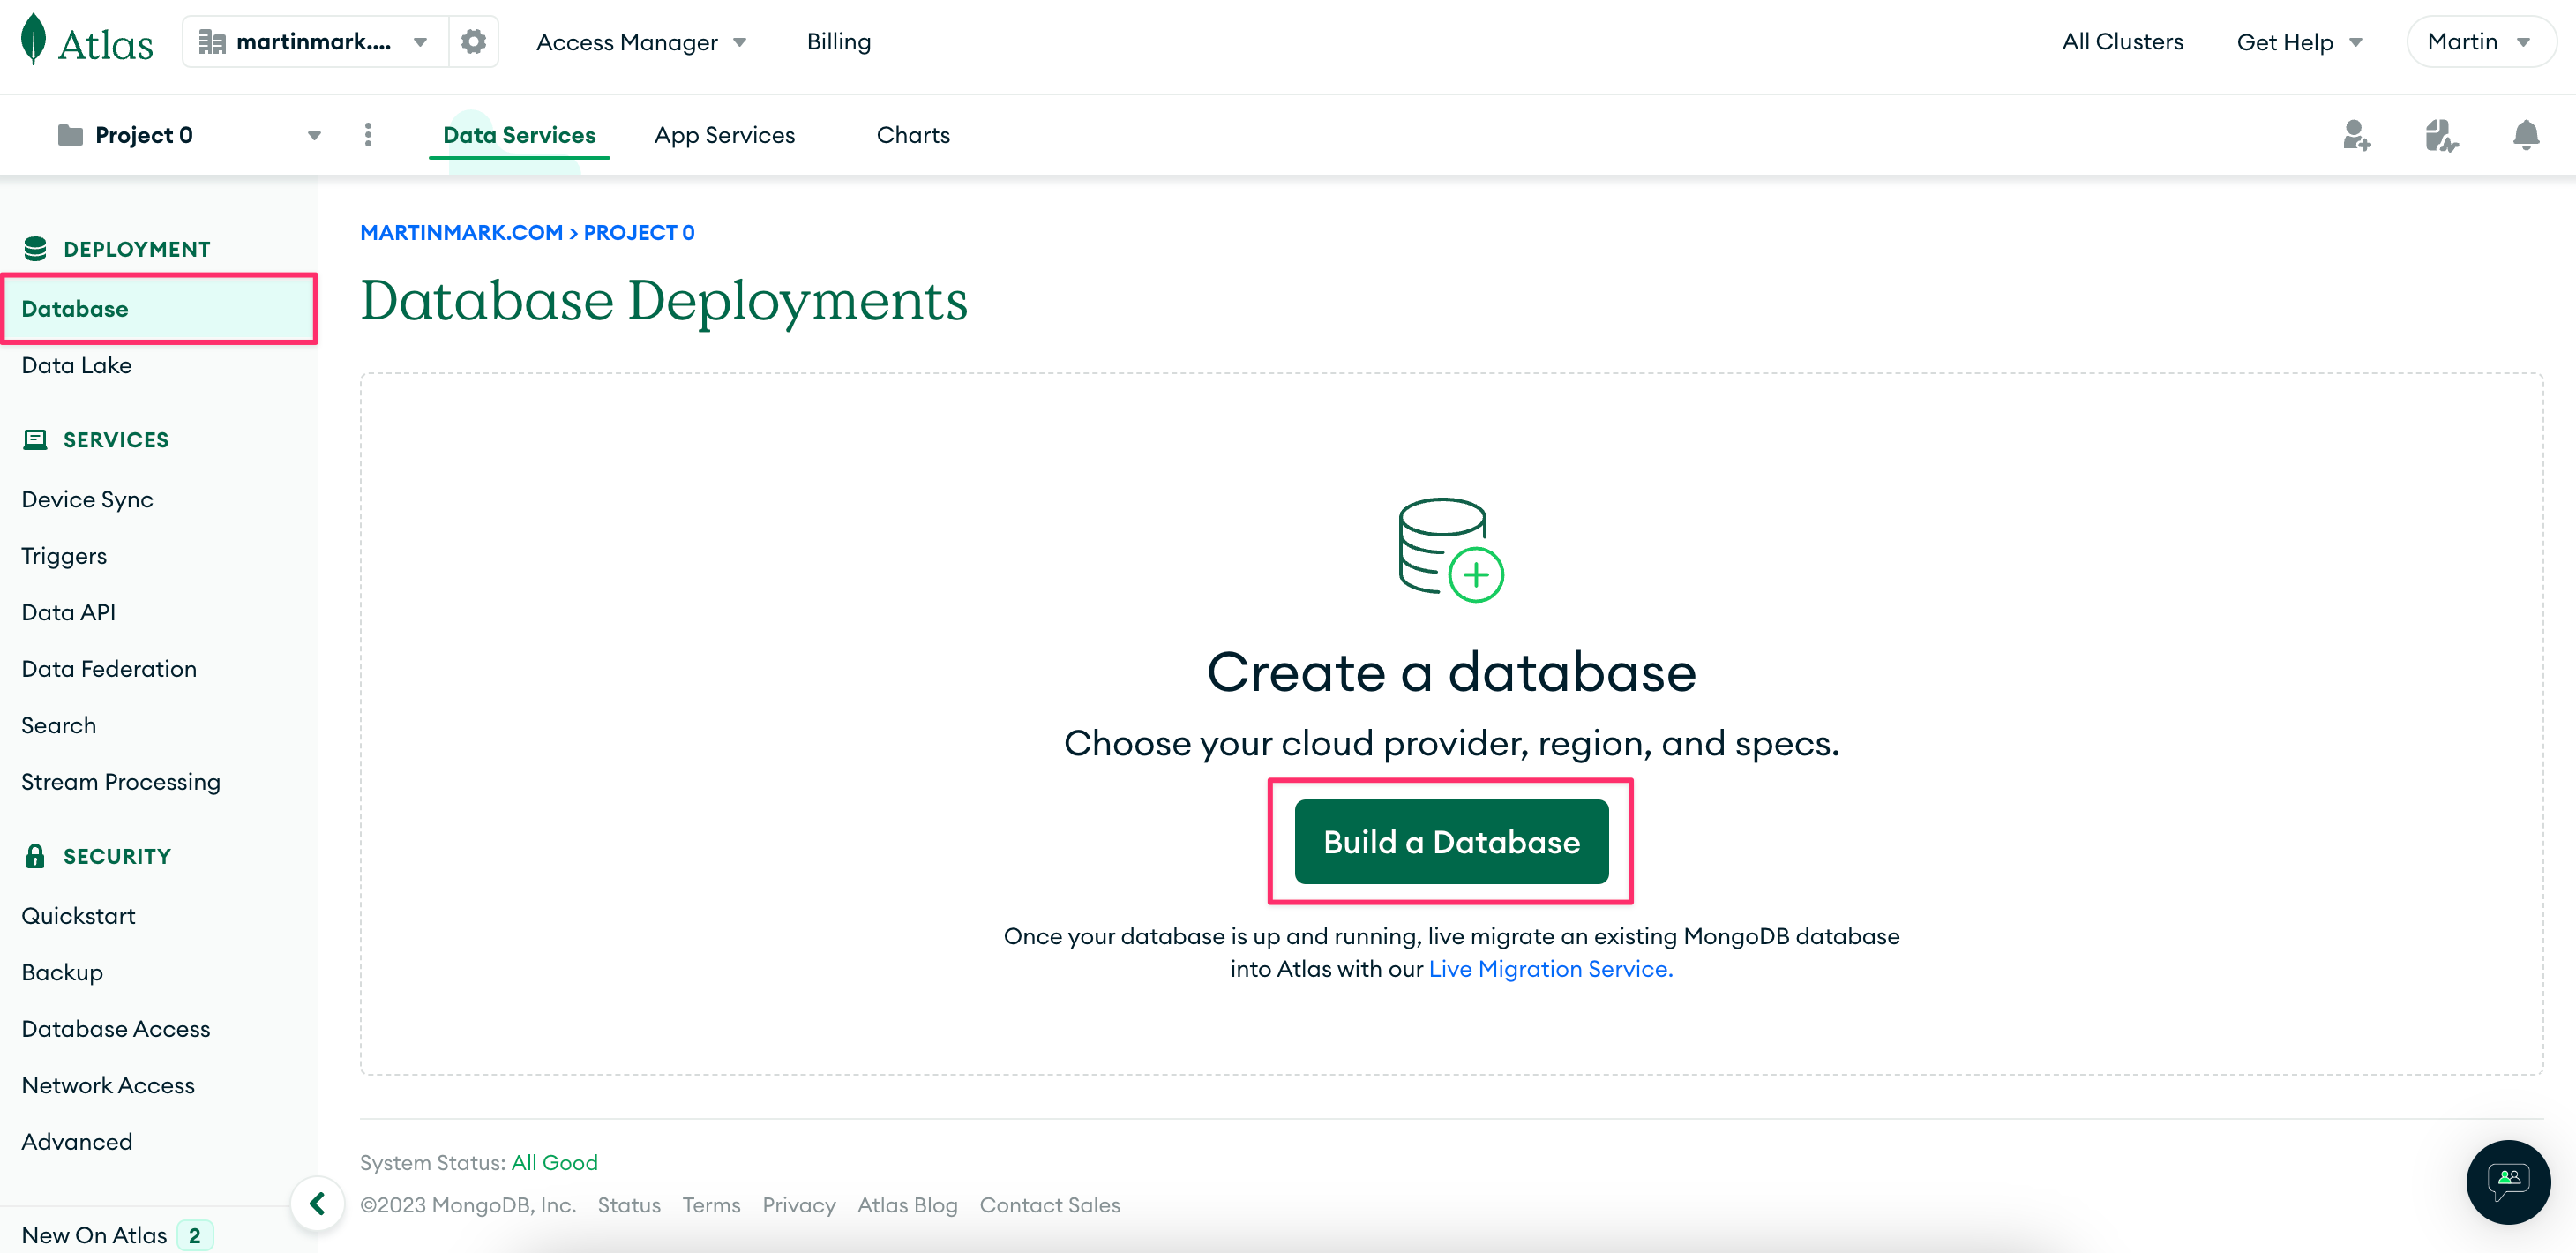 Atlas
martinmark....
Access Manager
Billing
All Clusters
Get Help
Martin
Project 0
Data Services
App Services
Charts
DEPLOYMENT
Database
Data Lake
SERVICES
Device Sync
Triggers
Data API
Data Federation
Search
Stream Processing
SECURITY
Quickstart
Backup
Database Access
Network Access
Advanced
New On Atlas 2
MARTINMARK.COM > PROJECT 0
Database Deployments
Create a database
Choose your cloud provider, region, and specs.
Build a Database
Once your database is up and running, live migrate an existing MongoDB database
into Atlas with our Live Migration Service.
System Status: All Good
©2023 MongoDB, Inc. Status Terms Privacy Atlas Blog Contact Sales